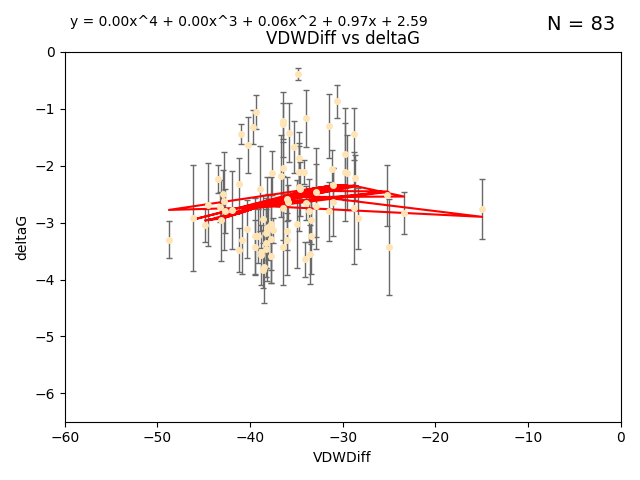 y = 0.00x^4 + 0.00x^3 + 0.06x^2 + 0.97x + 2.59
N = 83
VDWDiff vs deltaG
0
−1
−2
−3
−4
−5
−6
deltaG
−60 −50 −40 −30 −20 −10 0
VDWDiff